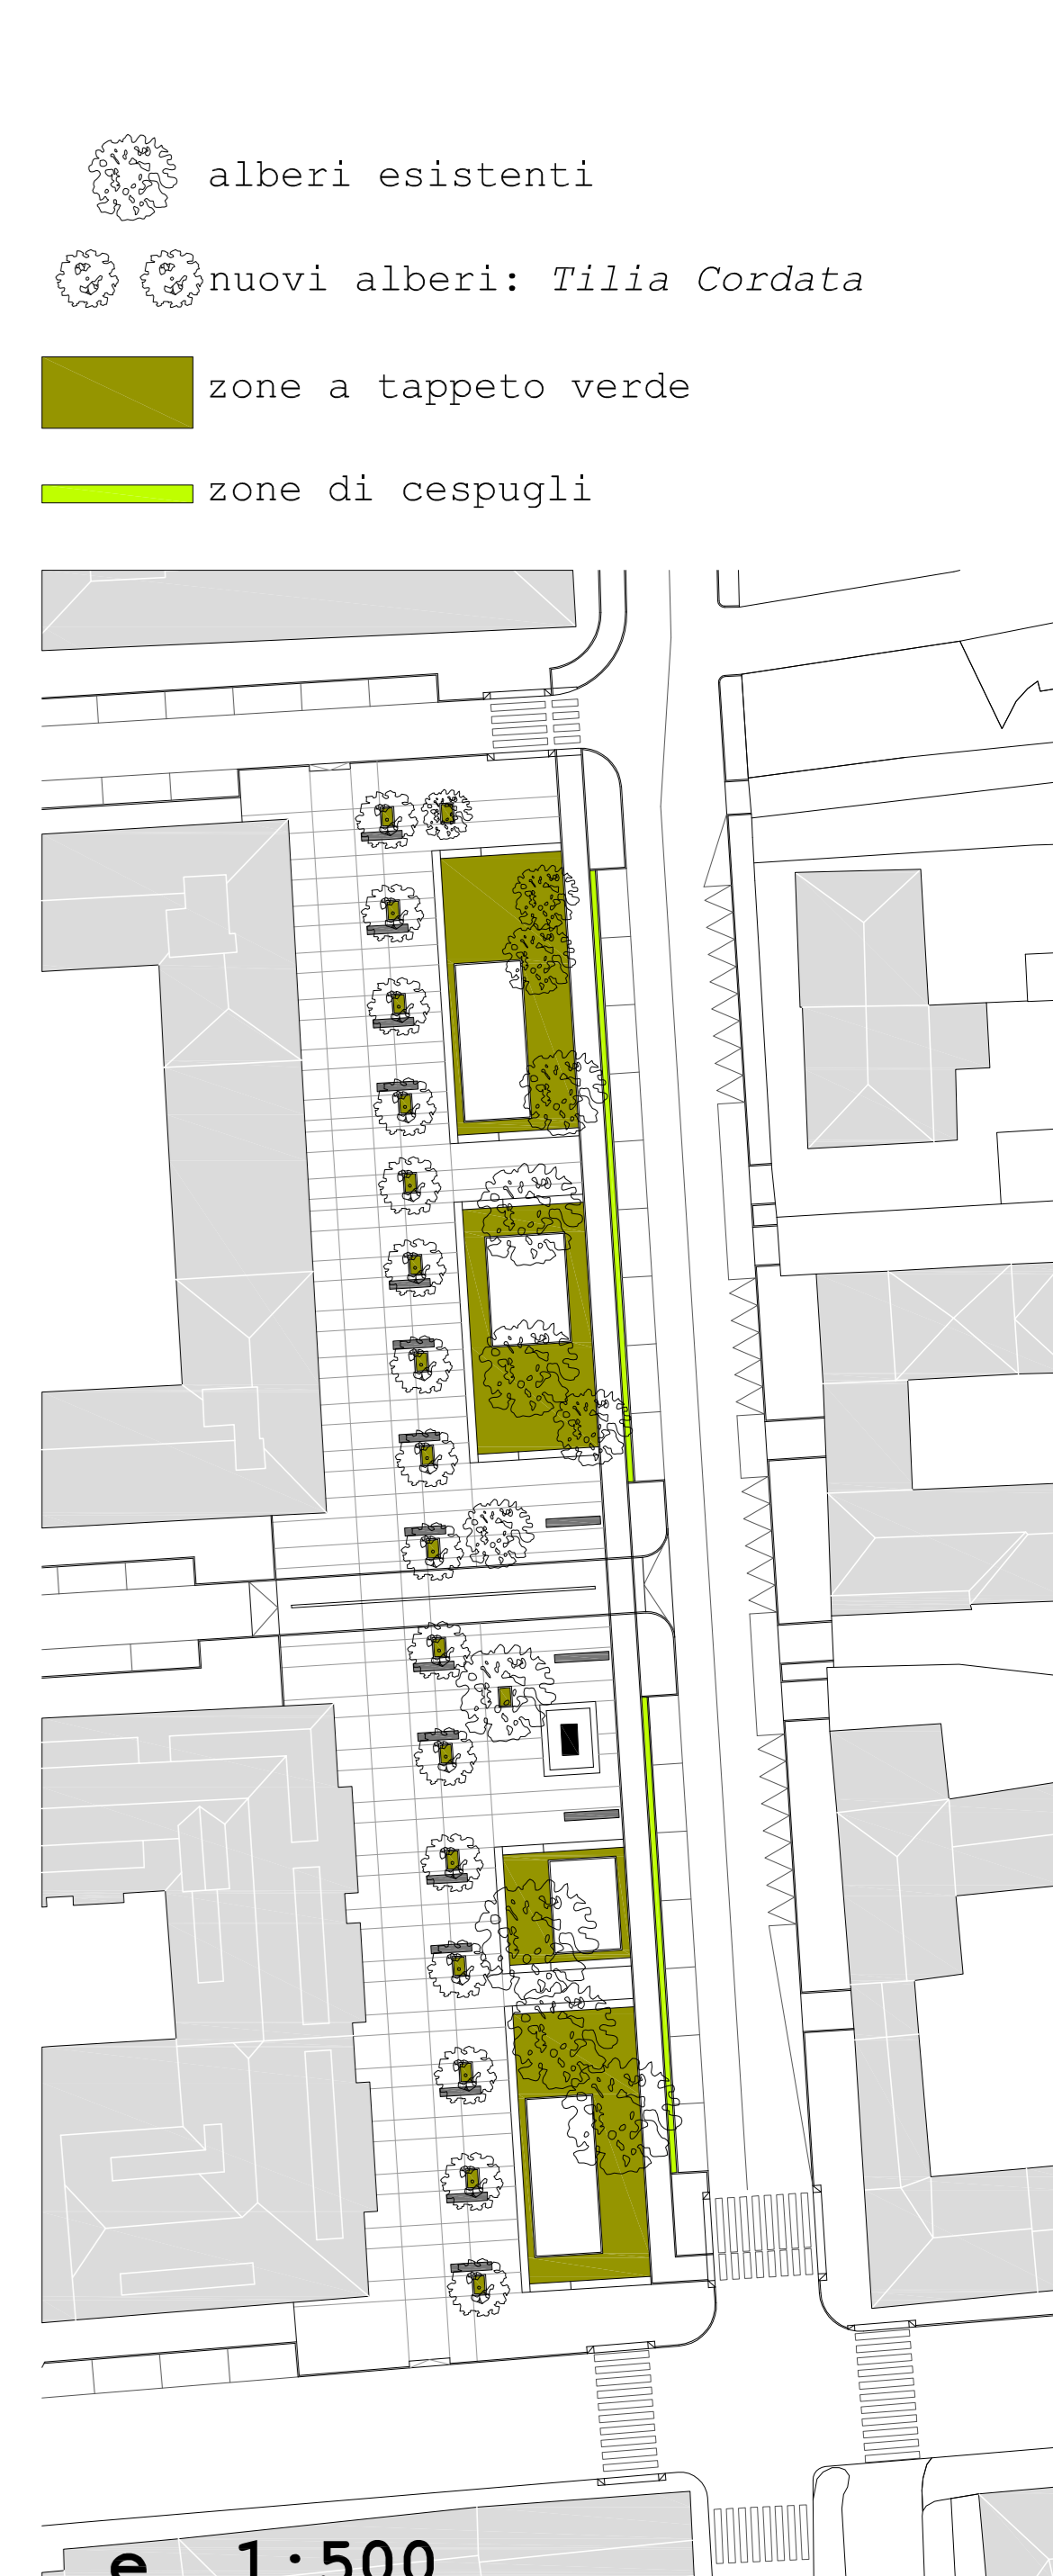 alberi esistenti
nuovi alberi: Tilia Cordata
zone a tappeto verde
zone di cespugli
e 1:500